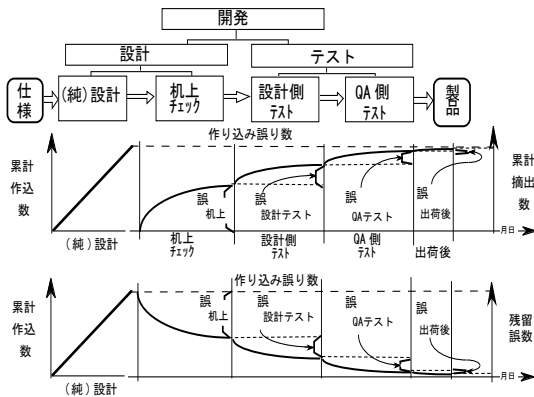 開発
設計
テスト
仕様
(純)設計
机上
チェック
設計側
テスト
QA 側
テスト
製品
作り込み誤り数
累計
作込
数
誤
机上
誤
設計テスト
誤
QAテスト
誤
出荷後
累計
摘出
数
月日
(純)設計
机上
チェック
設計側
テスト
QA 側
テスト
出荷後
作り込み誤り数
累計
作込
数
誤
机上
誤
設計テスト
誤
QAテスト
誤
出荷後
残留
誤数
月日
(純)設計